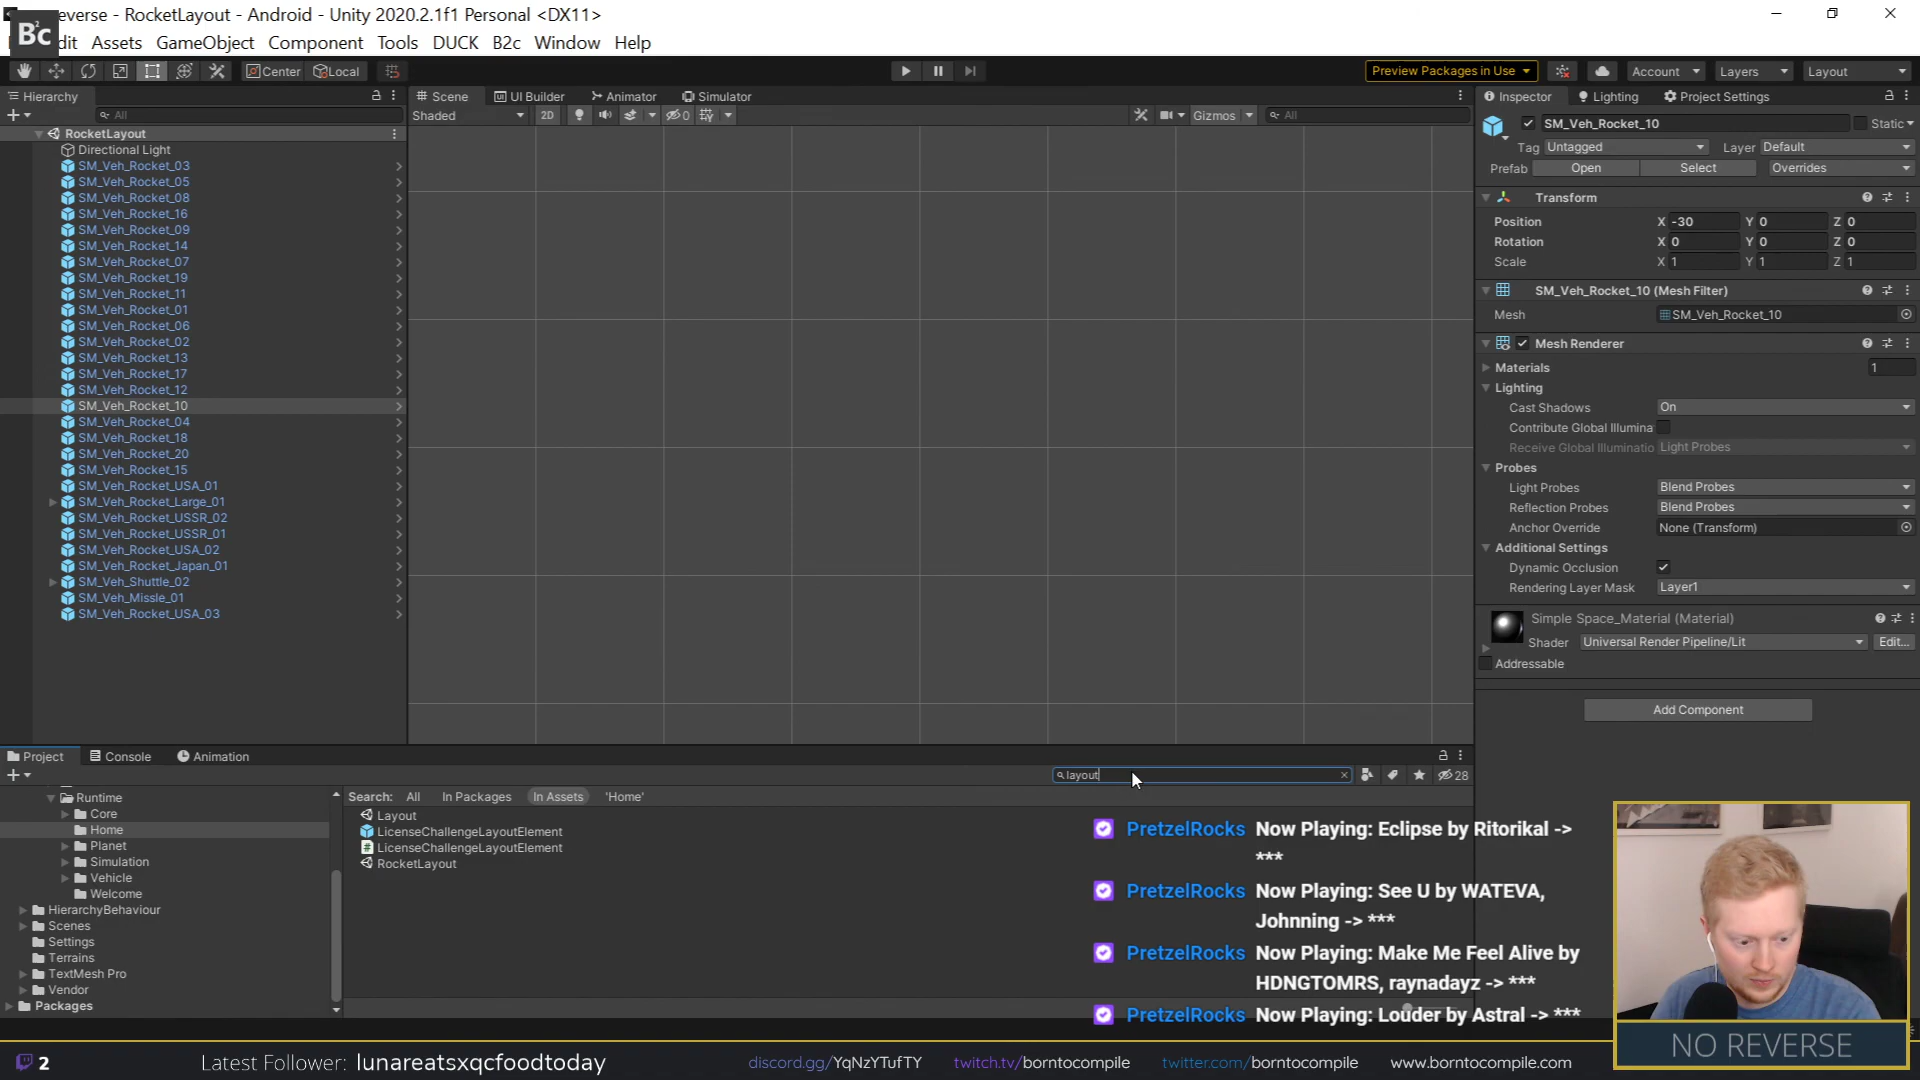 everse - RocketLayout - Android - Unity 2020.2.1f1 Personal <DX11>
Bc2
dit Assets GameObject Component Tools DUCK B2c Window Help
Center Local Preview Packages in Use Account Layers Layout
Hierarchy
All
RocketLayout
Directional Light
SM_Veh_Rocket_03
SM_Veh_Rocket_05
SM_Veh_Rocket_08
SM_Veh_Rocket_16
SM_Veh_Rocket_09
SM_Veh_Rocket_14
SM_Veh_Rocket_07
SM_Veh_Rocket_19
SM_Veh_Rocket_11
SM_Veh_Rocket_01
SM_Veh_Rocket_06
SM_Veh_Rocket_02
SM_Veh_Rocket_13
SM_Veh_Rocket_17
SM_Veh_Rocket_12
SM_Veh_Rocket_10
SM_Veh_Rocket_04
SM_Veh_Rocket_18
SM_Veh_Rocket_20
SM_Veh_Rocket_15
SM_Veh_Rocket_USA_01
SM_Veh_Rocket_Large_01
SM_Veh_Rocket_USSR_02
SM_Veh_Rocket_USSR_01
SM_Veh_Rocket_USA_02
SM_Veh_Rocket_Japan_01
SM_Veh_Shuttle_02
SM_Veh_Missle_01
SM_Veh_Rocket_USA_03
Scene UI Builder Animator Simulator
Shaded 2D 0 Gizmos All
Inspector Lighting Project Settings
SM_Veh_Rocket_10 Static
Tag Untagged Layer Default
Prefab Open Select Overrides
Transform
Position X -30 Y 0 Z 0
Rotation X 0 Y 0 Z 0
Scale X 1 Y 1 Z 1
SM_Veh_Rocket_10 (Mesh Filter)
Mesh SM_Veh_Rocket_10
Mesh Renderer
Materials 1
Lighting
Cast Shadows On
Contribute Global Illumina
Receive Global Illuminatio Light Probes
Probes
Light Probes Blend Probes
Reflection Probes Blend Probes
Anchor Override None (Transform)
Additional Settings
Dynamic Occlusion
Rendering Layer Mask Layer1
Simple Space_Material (Material)
Shader Universal Render Pipeline/Lit Edit...
Addressable
Add Component
Project Console Animation
layout 28
Runtime
Core
Home
Planet
Simulation
Vehicle
Welcome
HierarchyBehaviour
Scenes
Settings
Terrains
TextMesh Pro
Vendor
Packages
Search: All In Packages In Assets 'Home'
Layout
LicenseChallengeLayoutElement
LicenseChallengeLayoutElement
RocketLayout
PretzelRocks Now Playing: Eclipse by Ritorikal ->
***
PretzelRocks Now Playing: See U by WATEVA,
Johnning -> ***
PretzelRocks Now Playing: Make Me Feel Alive by
HDNGTOMRS, raynadayz -> ***
PretzelRocks Now Playing: Louder by Astral -> ***
NO REVERSE
2 Latest Follower: lunareatsxqcfoodtoday discord.gg/YqNzYTufTY twitch.tv/borntocompile twitter.com/borntocompile www.borntocompile.com